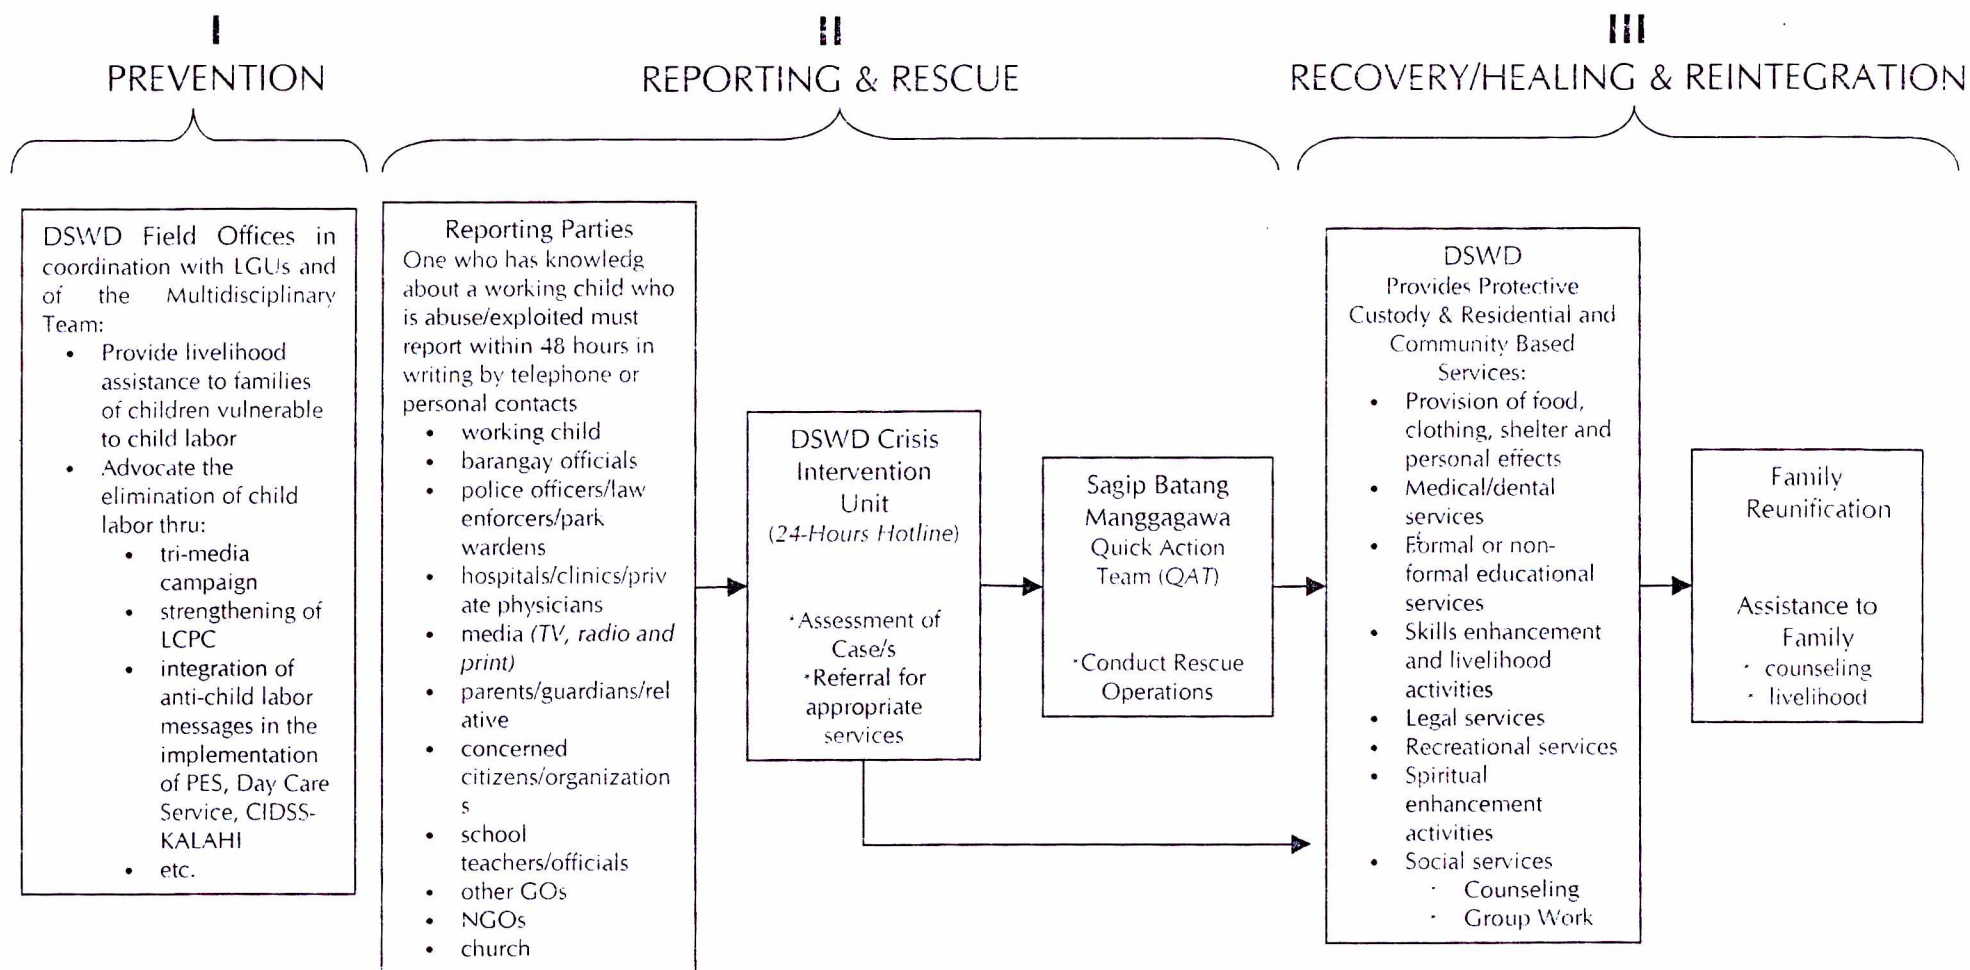 I
PREVENTION
II
REPORTING & RESCUE
III
RECOVERY/HEALING & REINTEGRATION
DSWD Field Offices in
coordination with LGUs and
of the Multidisciplinary
Team:
• Provide livelihood
assistance to families
of children vulnerable
to child labor
• Advocate the
elimination of child
labor thru:
• tri-media
campaign
• strengthening of
LCPC
• integration of
anti-child labor
messages in the
implementation
of PES, Day Care
Service, CIDSS-
KALAHI
• etc.
Reporting Parties
One who has knowledg
about a working child who
is abuse/exploited must
report within 48 hours in
writing by telephone or
personal contacts
• working child
• barangay officials
• police officers/law
enforcers/park
wardens
• hospitals/clinics/priv
ate physicians
• media (TV, radio and
print)
• parents/guardians/rel
ative
• concerned
citizens/organization
s
• school
teachers/officials
• other GOs
• NGOs
• church
DSWD Crisis
Intervention
Unit
(24-Hours Hotline)
·Assessment of
Case/s
·Referral for
appropriate
services
Sagip Batang
Manggagawa
Quick Action
Team (QAT)
·Conduct Rescue
Operations
DSWD
Provides Protective
Custody & Residential and
Community Based
Services:
• Provision of food,
clothing, shelter and
personal effects
• Medical/dental
services
• Formal or non-
formal educational
services
• Skills enhancement
and livelihood
activities
• Legal services
• Recreational services
• Spiritual
enhancement
activities
• Social services
· Counseling
· Group Work
Family
Reunification
Assistance to
Family
· counseling
· livelihood